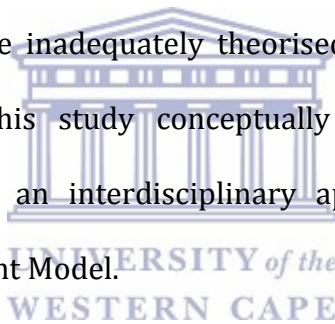 e inadequately theorised
his study conceptually
an interdisciplinary ap
nt Model.
UNIVERSITY of the
WESTERN CAPE